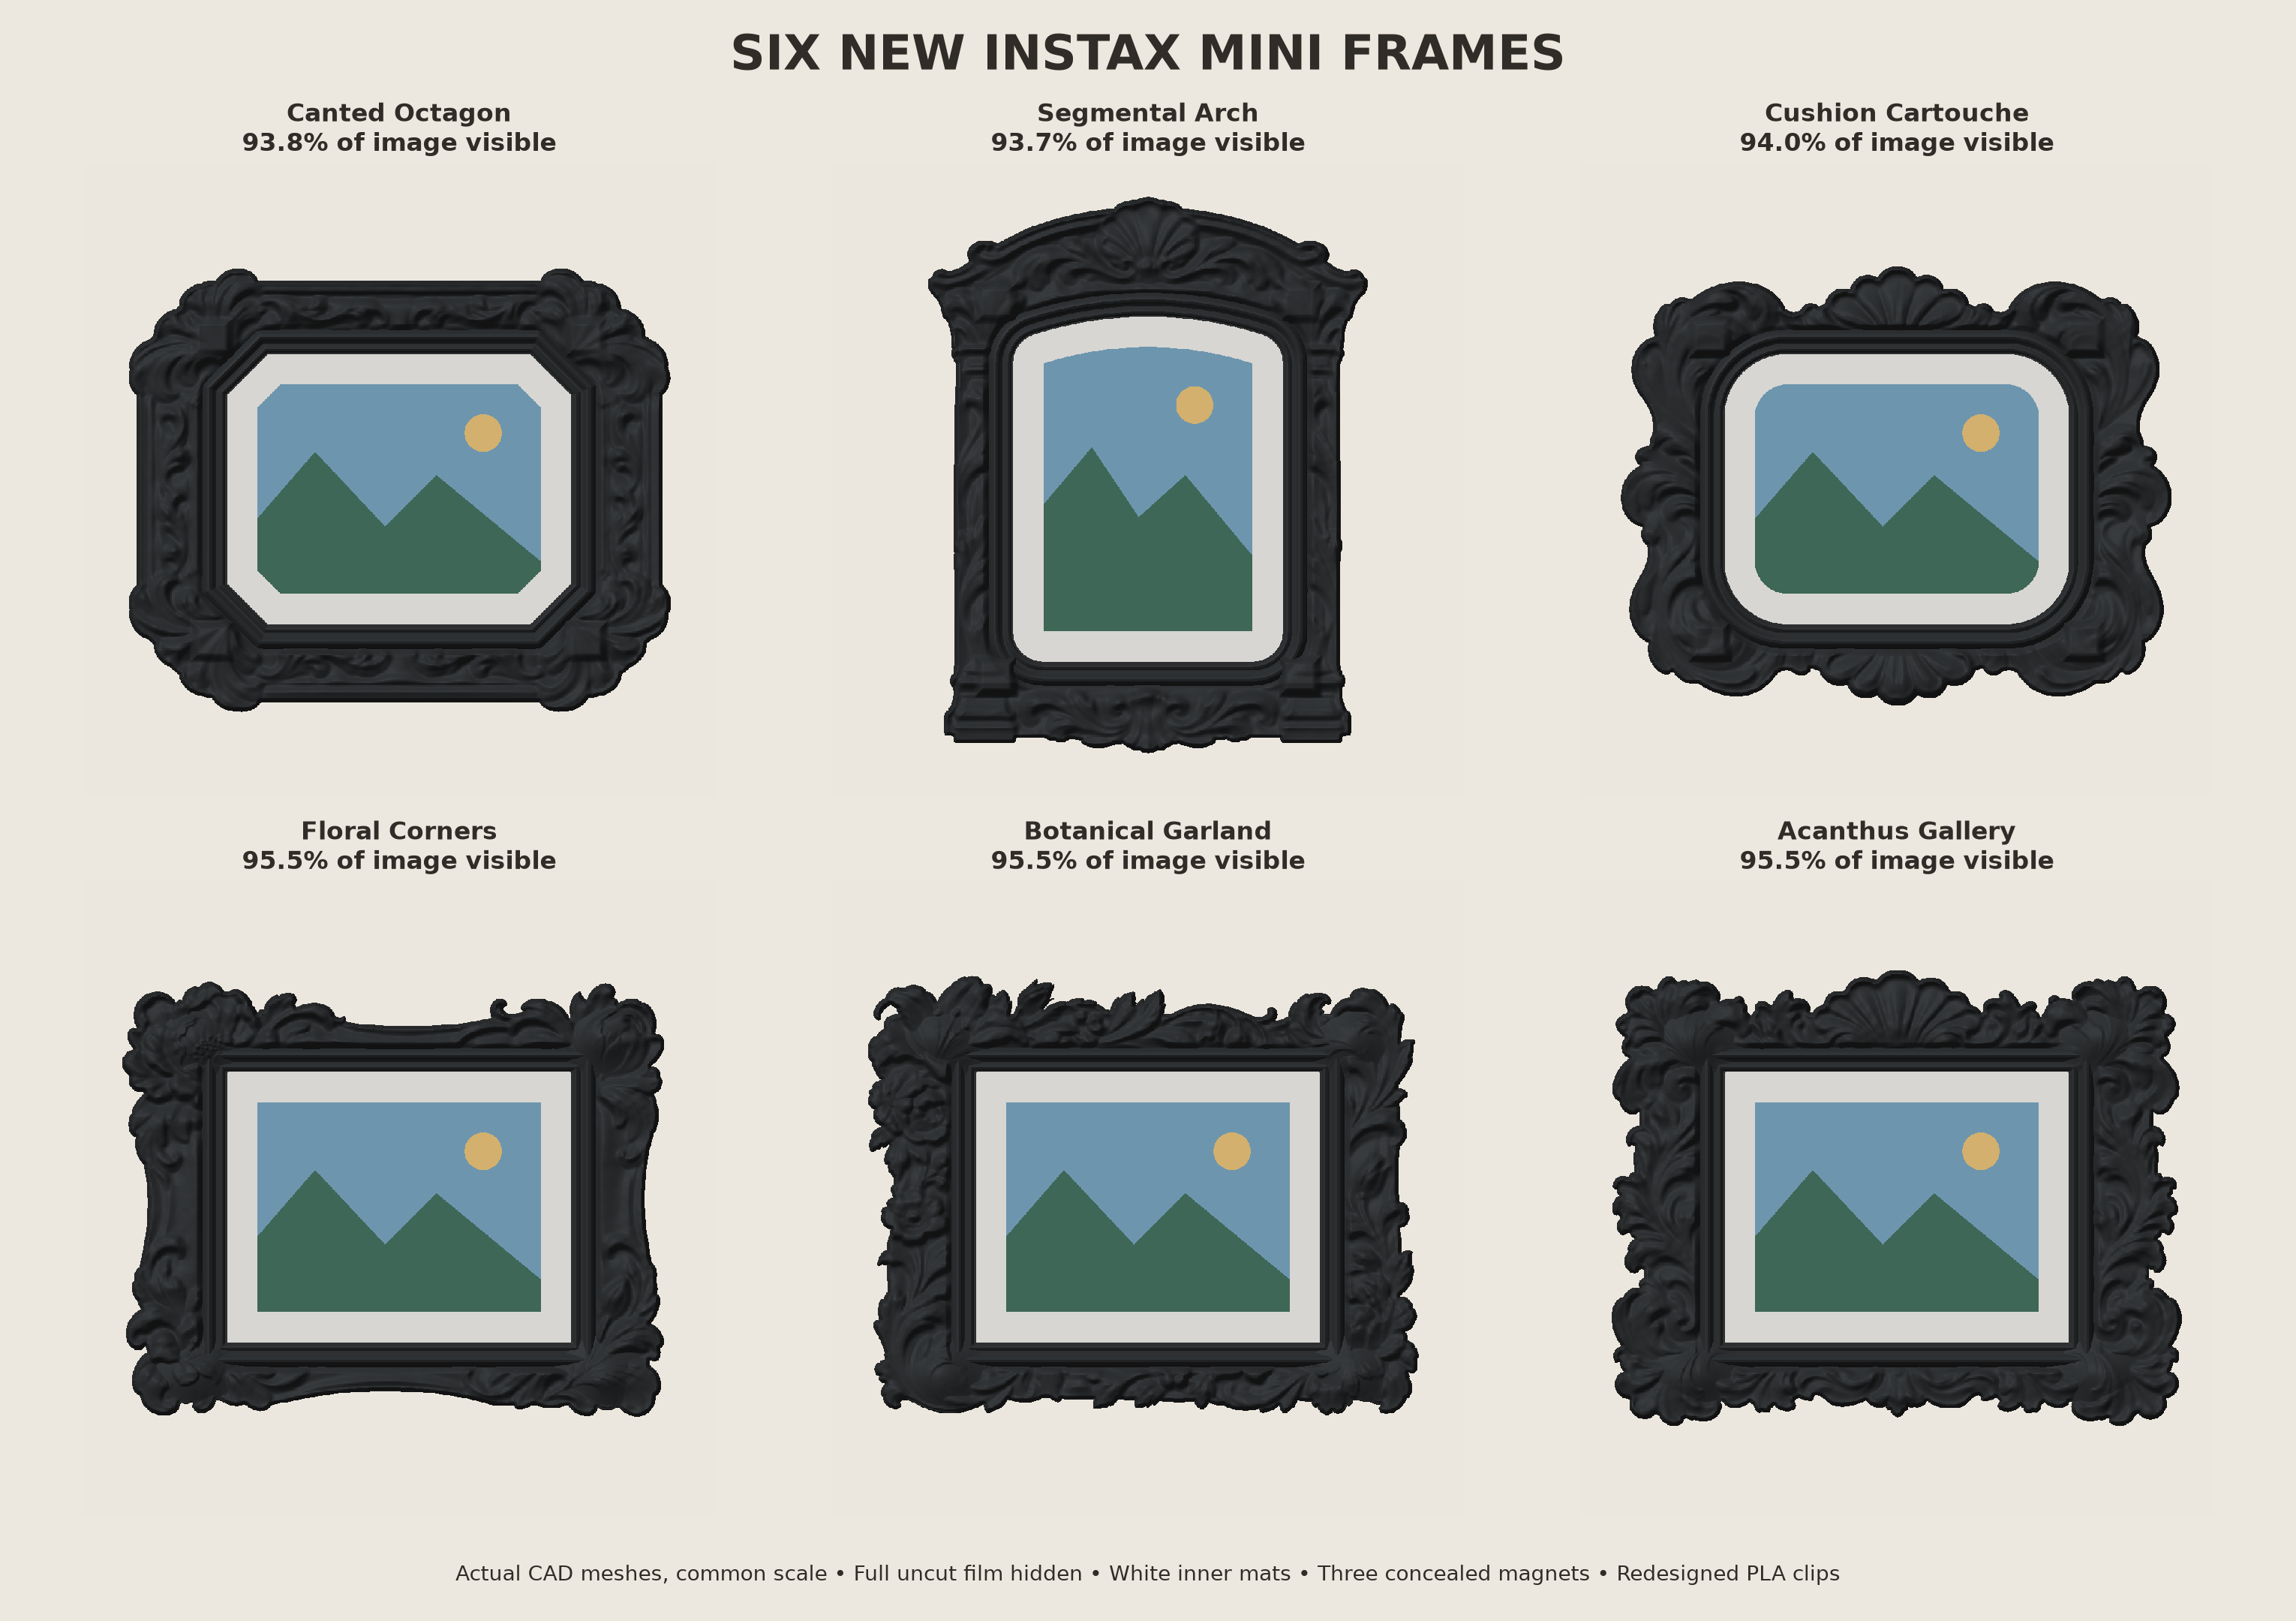 SIX NEW INSTAX MINI FRAMES
Canted Octagon
93.8% of image visible
Segmental Arch
93.7% of image visible
Cushion Cartouche
94.0% of image visible
Floral Corners
95.5% of image visible
Botanical Garland
95.5% of image visible
Acanthus Gallery
95.5% of image visible
Actual CAD meshes, common scale • Full uncut film hidden • White inner mats • Three concealed magnets • Redesigned PLA clips